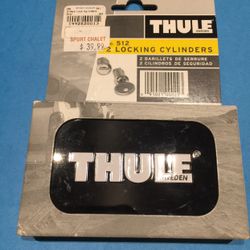 THULE
SPORT CHALET
$ 39.99
512
2 LOCKING CYLINDERS
2 BARILLETS DE SERRURE
2 CILINDROS DE SEGURIDAD
THULE
SWEDEN